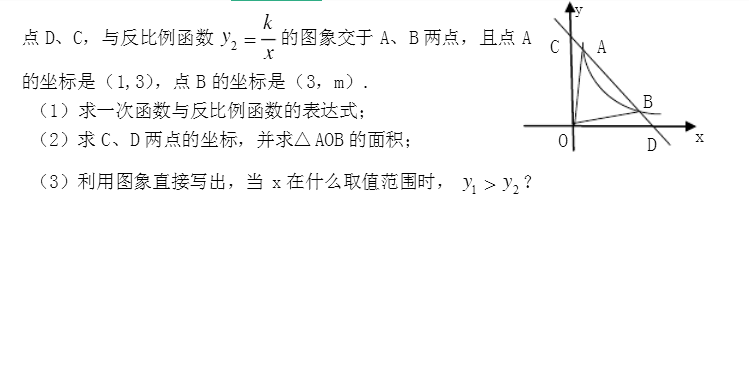 点 D、C，与反比例函数 y₂ = k/x 的图象交于 A、B 两点，且点 A
的坐标是（1,3），点 B 的坐标是（3，m）.
（1）求一次函数与反比例函数的表达式；
（2）求 C、D 两点的坐标，并求△AOB 的面积；
（3）利用图象直接写出，当 x 在什么取值范围时， y₁ > y₂？
y
C
A
B
O
D
x